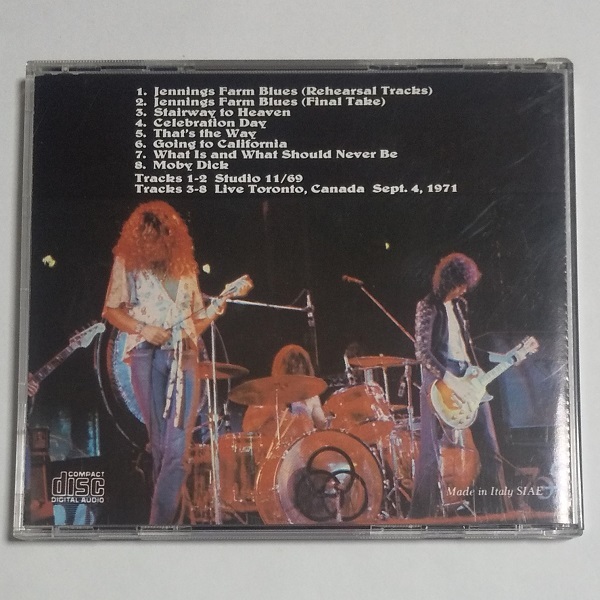 1. Jennings Farm Blues (Rehearsal Tracks)
2. Jennings Farm Blues (Final Take)
3. Stairway to Heaven
4. Celebration Day
5. That's the Way
6. Going to California
7. What Is and What Should Never Be
8. Moby Dick
Tracks 1-2 Studio 11/69
Tracks 3-8 Live Toronto, Canada Sept. 4, 1971
COMPACT
disc
DIGITAL AUDIO
Made in Italy SIAE